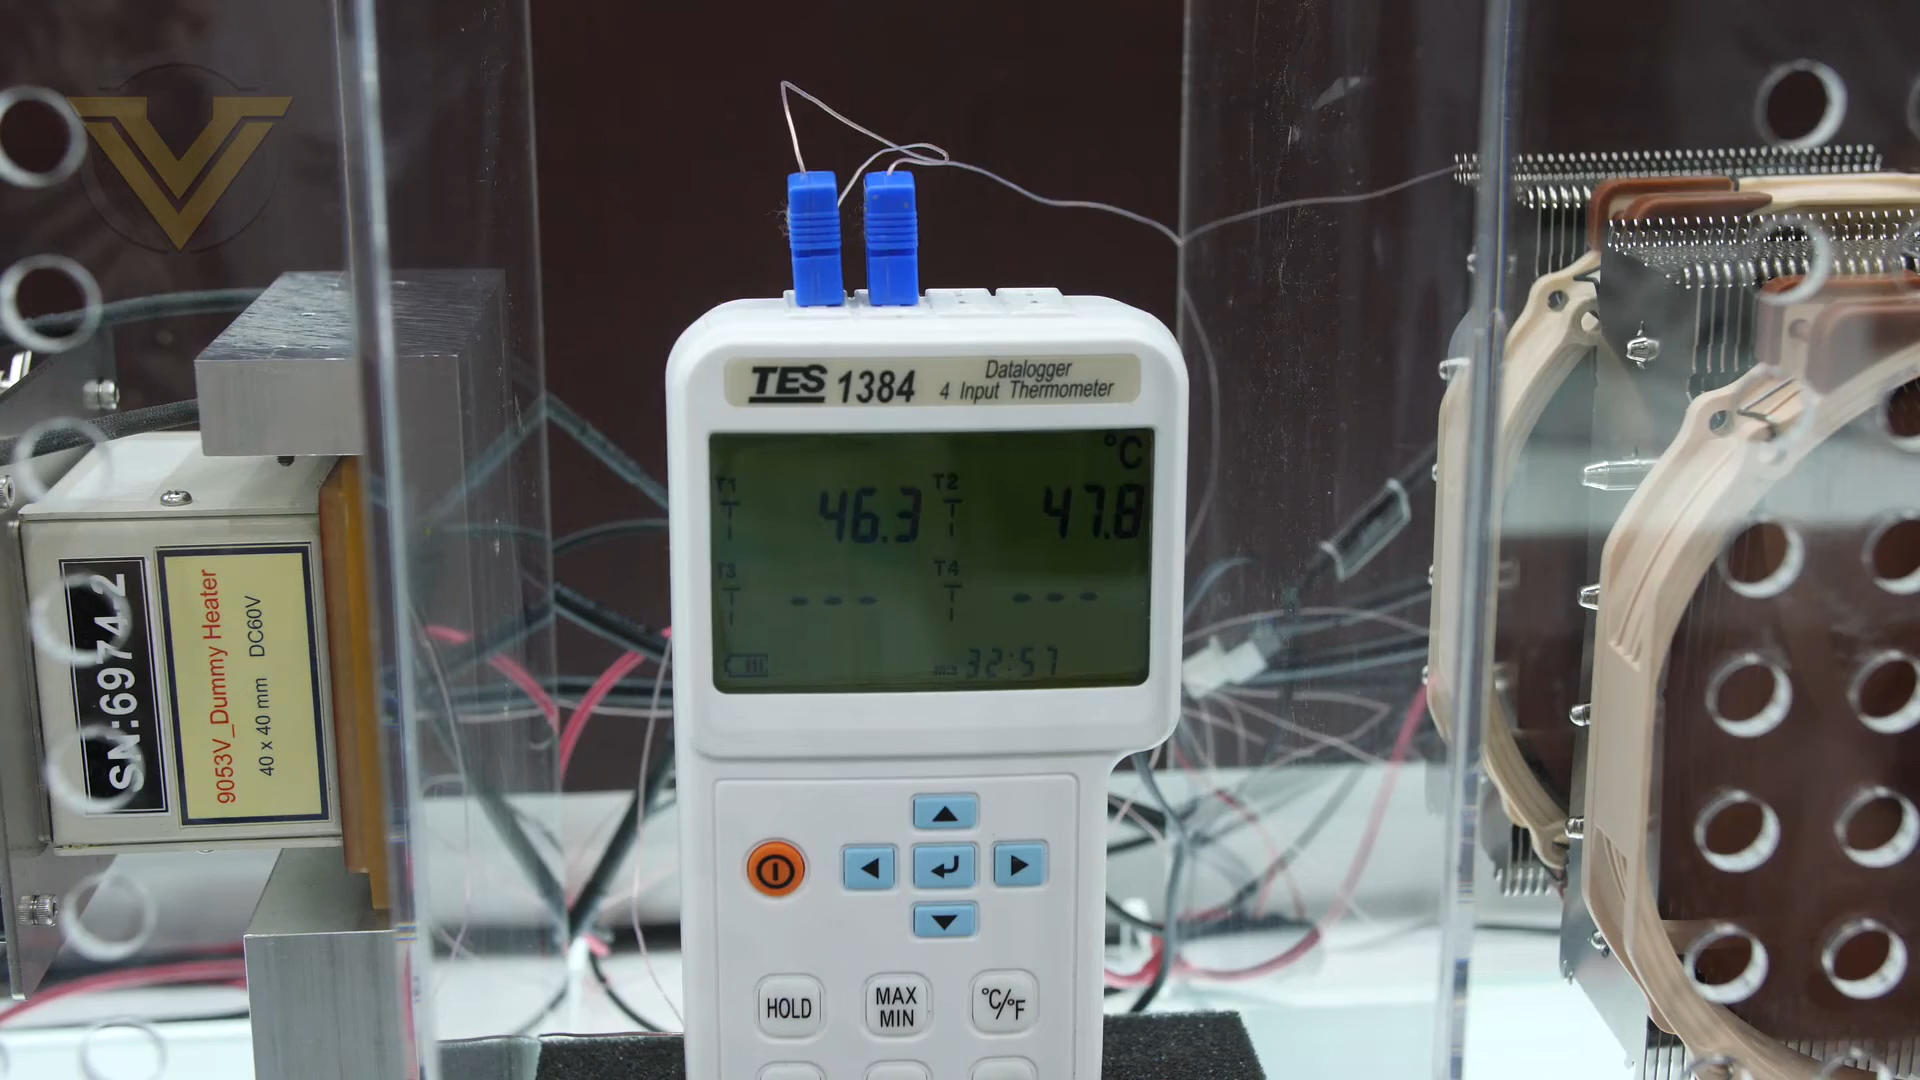 TES 1384
Datalogger
4 Input Thermometer
°C
T1 46.3
T2 47.8
T3 ---
T4 ---
32:57
HOLD
MAX
MIN
°C/°F
SN:6974.2
9053V_Dummy Heater
40 x 40 mm DC60V